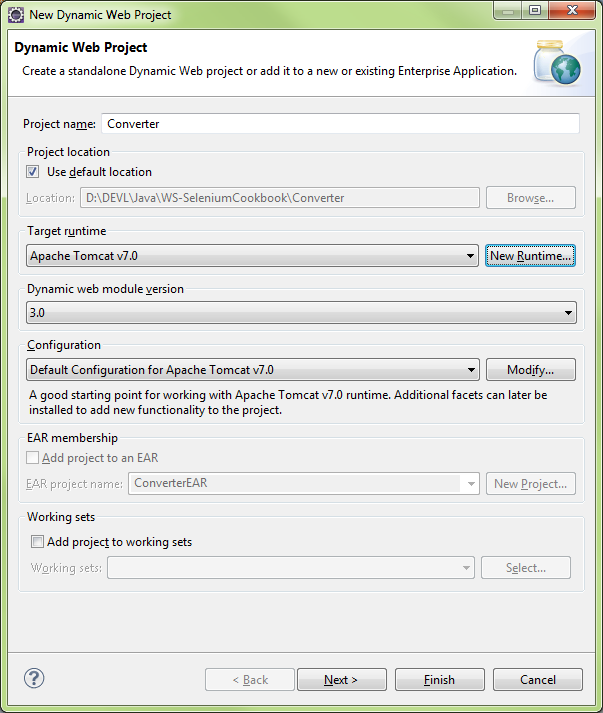 New Dynamic Web Project
Dynamic Web Project
Create a standalone Dynamic Web project or add it to a new or existing Enterprise Application.
Project name: Converter
Project location
Use default location
Location: D:\DEVL\Java\WS-SeleniumCookbook\Converter Browse...
Target runtime
Apache Tomcat v7.0 New Runtime...
Dynamic web module version
3.0
Configuration
Default Configuration for Apache Tomcat v7.0 Modify...
A good starting point for working with Apache Tomcat v7.0 runtime. Additional facets can later be
installed to add new functionality to the project.
EAR membership
Add project to an EAR
EAR project name: ConverterEAR New Project...
Working sets
Add project to working sets
Working sets: Select...
? < Back Next > Finish Cancel